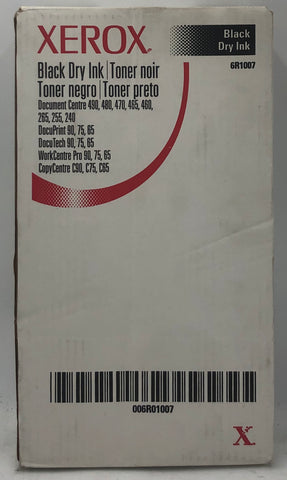 XEROX
Black
Dry Ink
6R1007
Black Dry Ink | Toner noir
Toner negro | Toner preto
Document Centre 490, 480, 470, 465, 460,
265, 255, 240
DocuPrint 90, 75, 65
DocuTech 90, 75, 65
WorkCentre Pro 90, 75, 65
CopyCentre C90, C75, C65
006R01007
X